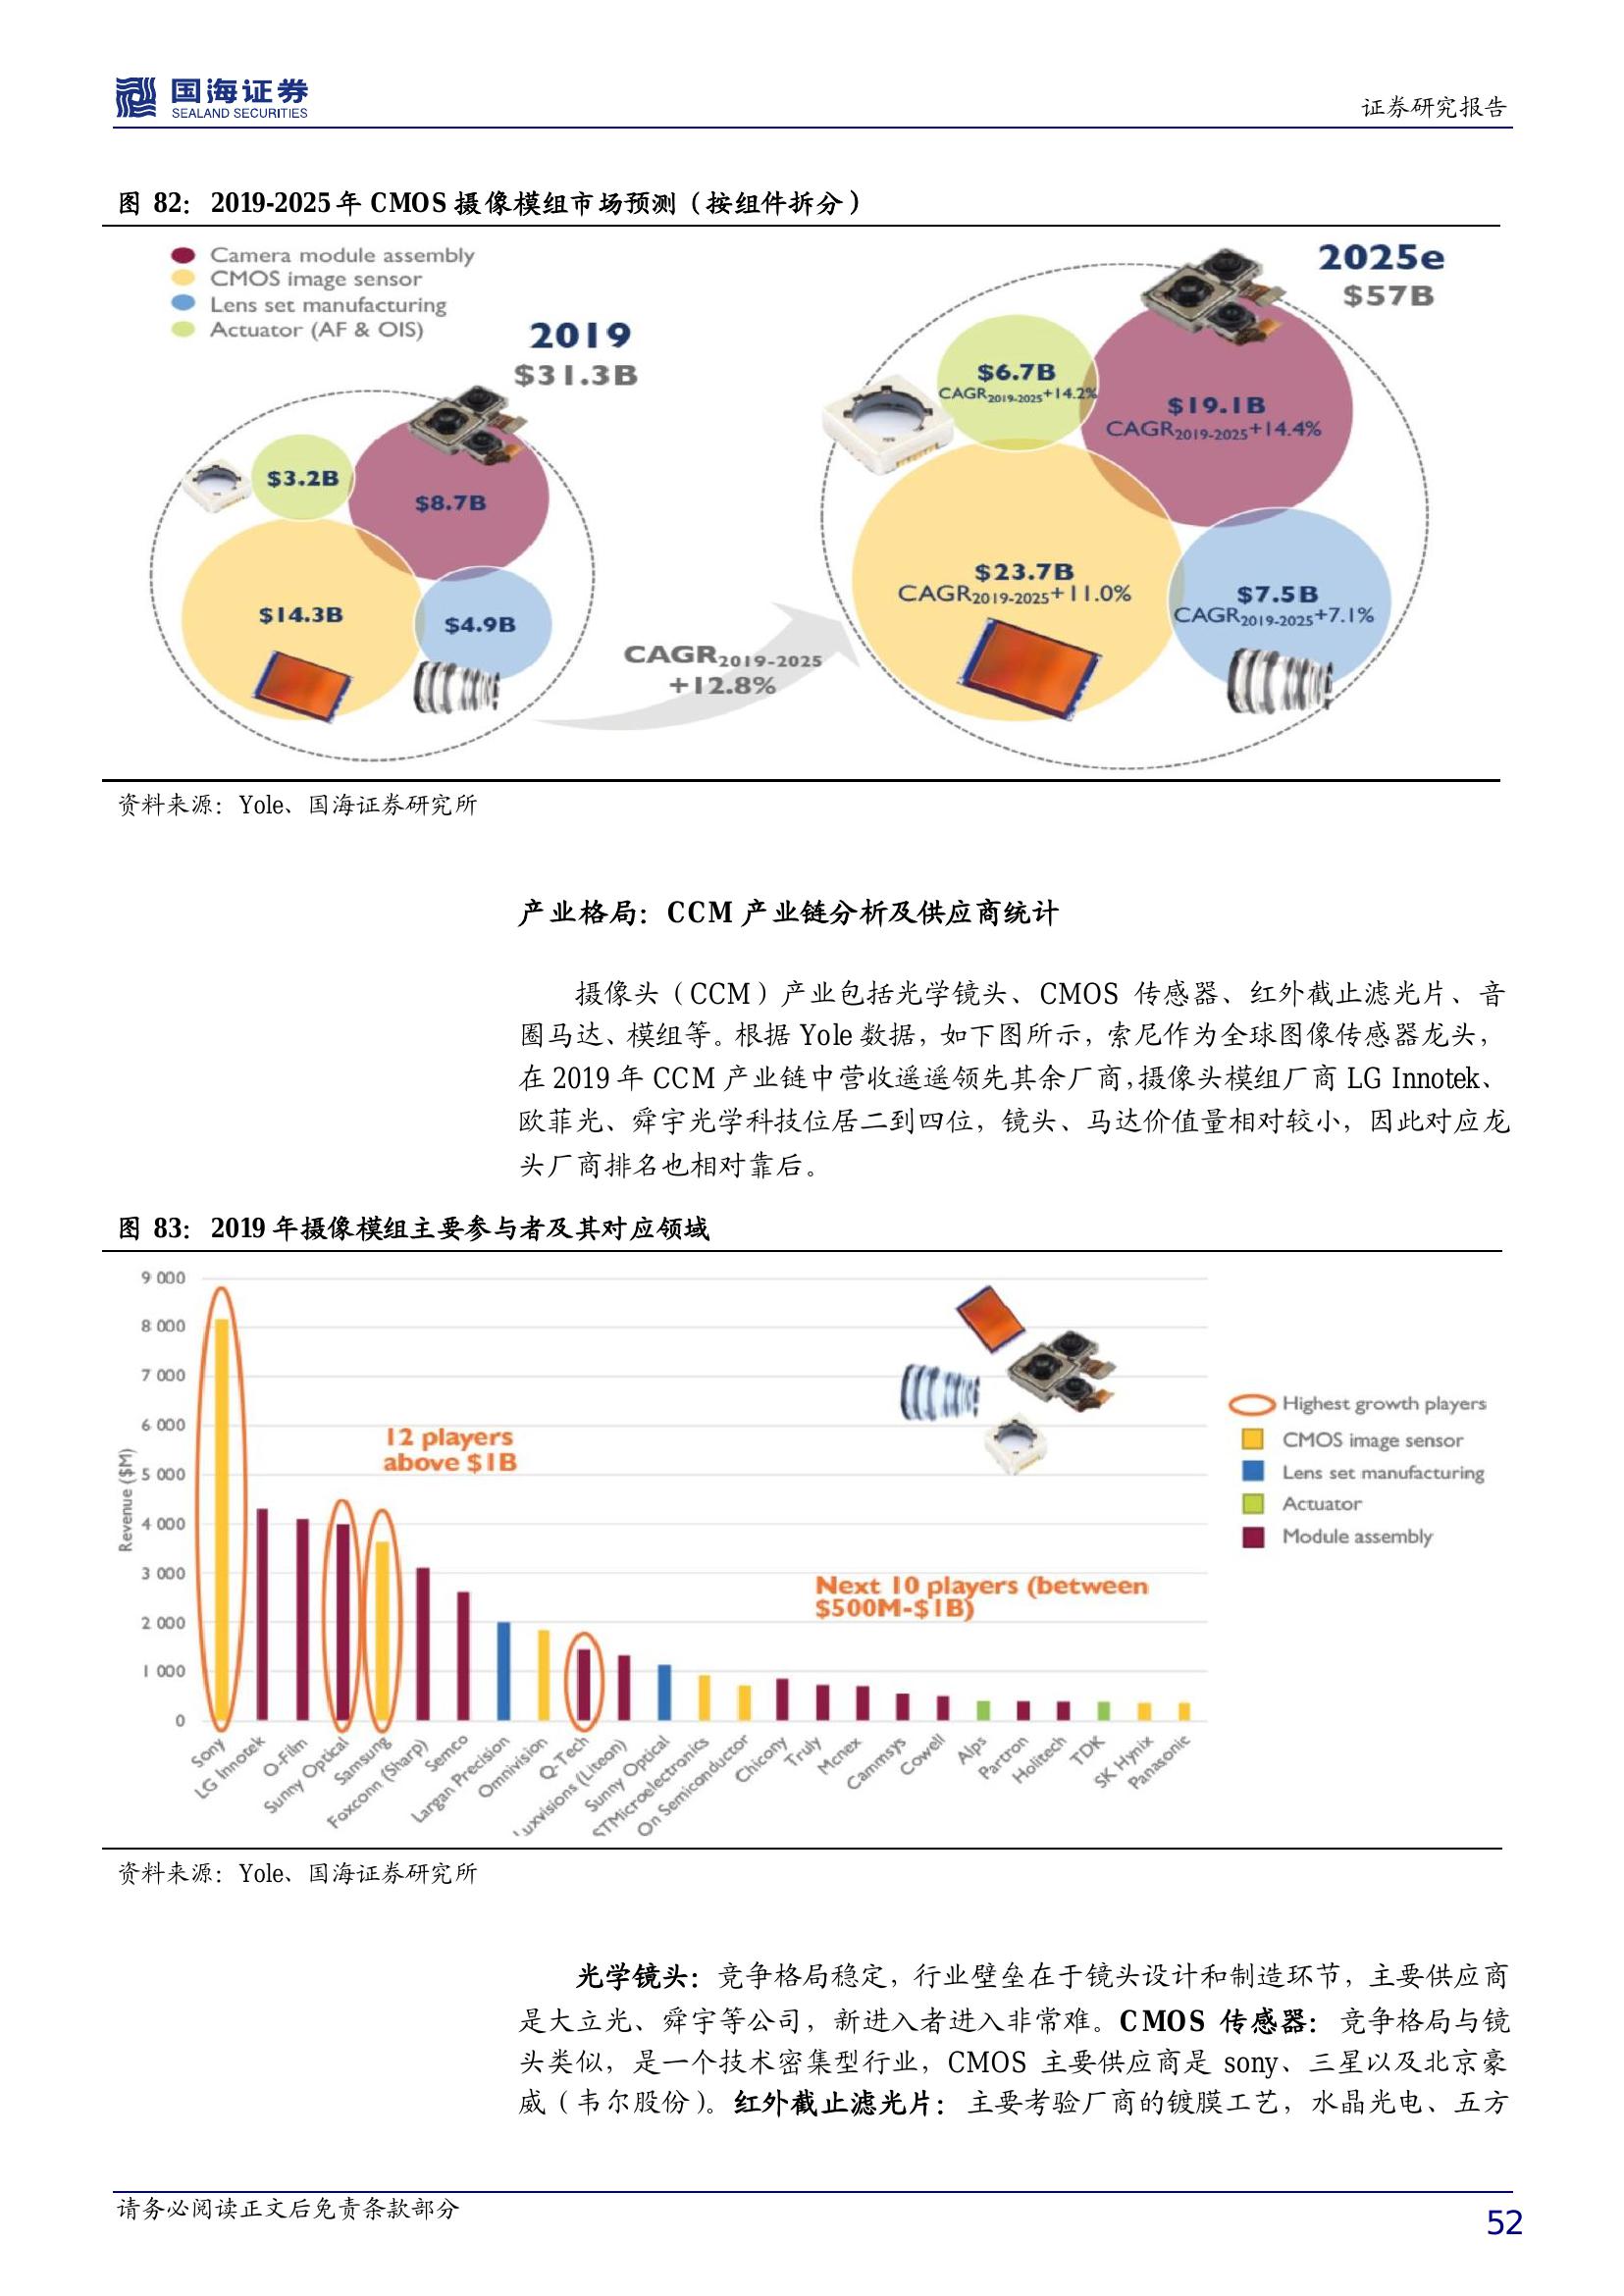 国海证券
SEALAND SECURITIES
证券研究报告
图 82：2019-2025年 CMOS 摄像模组市场预测（按组件拆分）
Camera module assembly
CMOS image sensor
Lens set manufacturing
Actuator (AF & OIS)
2019
$31.3B
$3.2B
$8.7B
$14.3B
$4.9B
CAGR2019-2025
+12.8%
2025e
$57B
$6.7B
CAGR2019-2025+14.2%
$19.1B
CAGR2019-2025+14.4%
$23.7B
CAGR2019-2025+11.0%
$7.5B
CAGR2019-2025+7.1%
资料来源：Yole、国海证券研究所
产业格局：CCM 产业链分析及供应商统计
摄像头（CCM）产业包括光学镜头、CMOS 传感器、红外截止滤光片、音
圈马达、模组等。根据 Yole 数据，如下图所示，索尼作为全球图像传感器龙头，
在 2019 年 CCM 产业链中营收遥遥领先其余厂商，摄像头模组厂商 LG Innotek、
欧菲光、舜宇光学科技位居二到四位，镜头、马达价值量相对较小，因此对应龙
头厂商排名也相对靠后。
图 83：2019 年摄像模组主要参与者及其对应领域
Revenue ($M)
9 000
8 000
7 000
6 000
5 000
4 000
3 000
2 000
1 000
0
12 players
above $1B
Next 10 players (between
$500M-$1B)
Highest growth players
CMOS image sensor
Lens set manufacturing
Actuator
Module assembly
Sony
LG Innotek
O-Film
Sunny Optical
Samsung
Foxconn (Sharp)
Semco
Largan Precision
Omnivision
Q-Tech
uxvisions (Liteon)
Sunny Optical
STMicroelectronics
On Semiconductor
Chicony
Truly
Mcnex
Cammsys
Cowell
Alps
Partron
Holitech
TDK
SK Hynix
Panasonic
资料来源：Yole、国海证券研究所
光学镜头：竞争格局稳定，行业壁垒在于镜头设计和制造环节，主要供应商
是大立光、舜宇等公司，新进入者进入非常难。CMOS 传感器：竞争格局与镜
头类似，是一个技术密集型行业，CMOS 主要供应商是 sony、三星以及北京豪
威（韦尔股份）。红外截止滤光片：主要考验厂商的镀膜工艺，水晶光电、五方
请务必阅读正文后免责条款部分
52